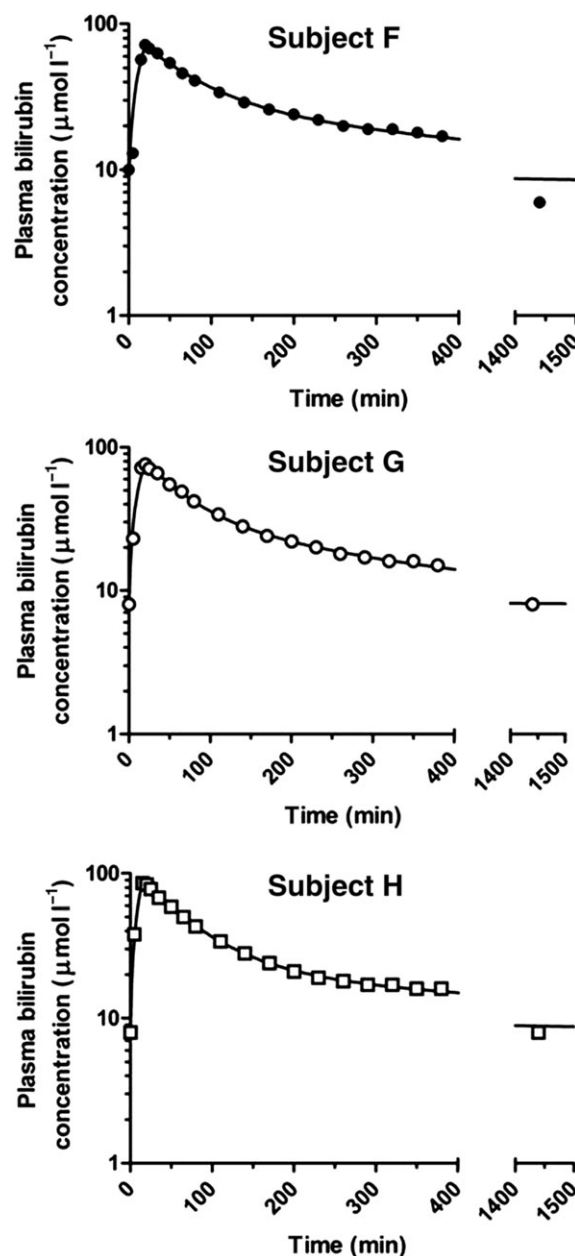 Subject F
Plasma bilirubin
concentration (μmol l⁻¹)
100
10
1
0 100 200 300 400 1400 1500
Time (min)
Subject G
Plasma bilirubin
concentration (μmol l⁻¹)
100
10
1
0 100 200 300 400 1400 1500
Time (min)
Subject H
Plasma bilirubin
concentration (μmol l⁻¹)
100
10
1
0 100 200 300 400 1400 1500
Time (min)